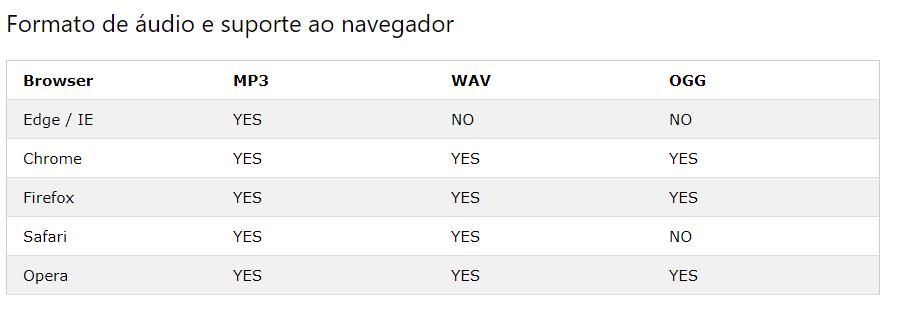 Formato de áudio e suporte ao navegador
Browser MP3 WAV OGG
Edge / IE YES NO NO
Chrome YES YES YES
Firefox YES YES YES
Safari YES YES NO
Opera YES YES YES